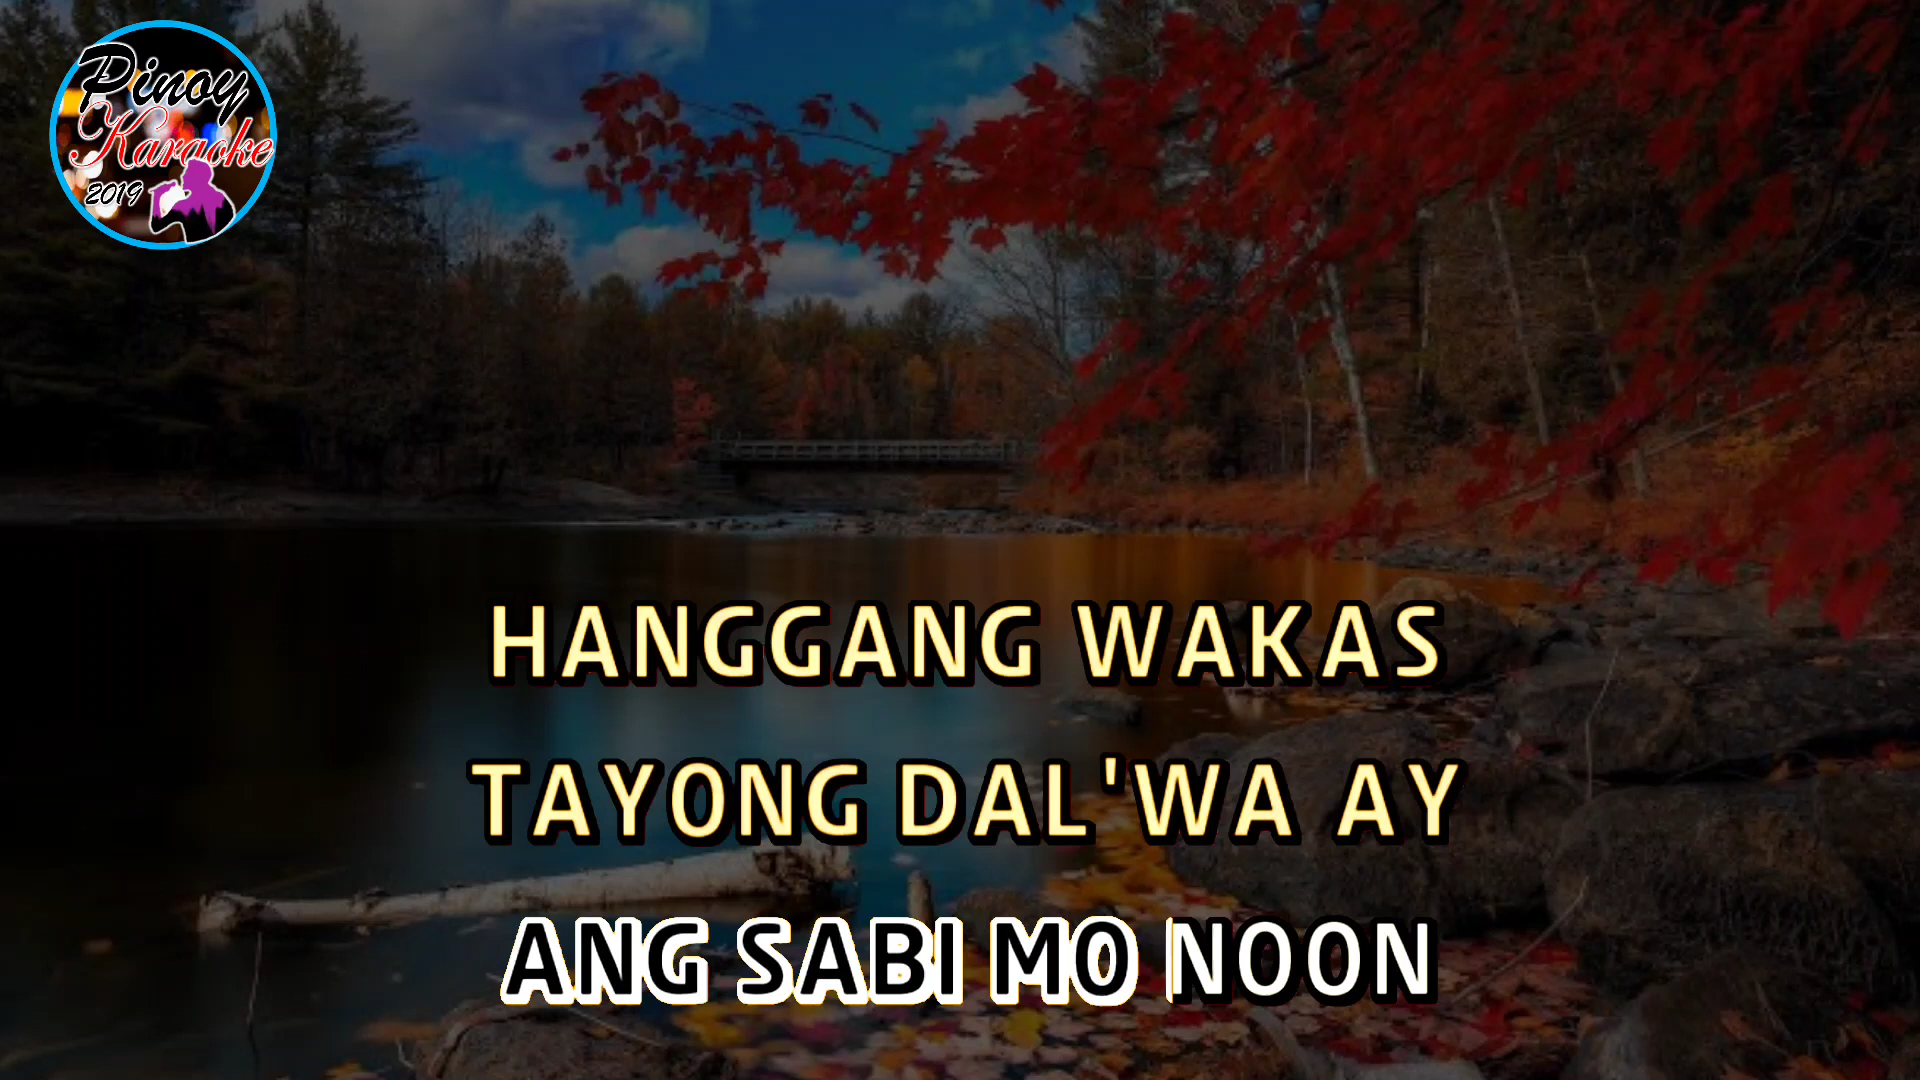 Pinoy
Karaoke
2019
HANGGANG WAKAS
TAYONG DAL'WA AY
ANG SABI MO NOON